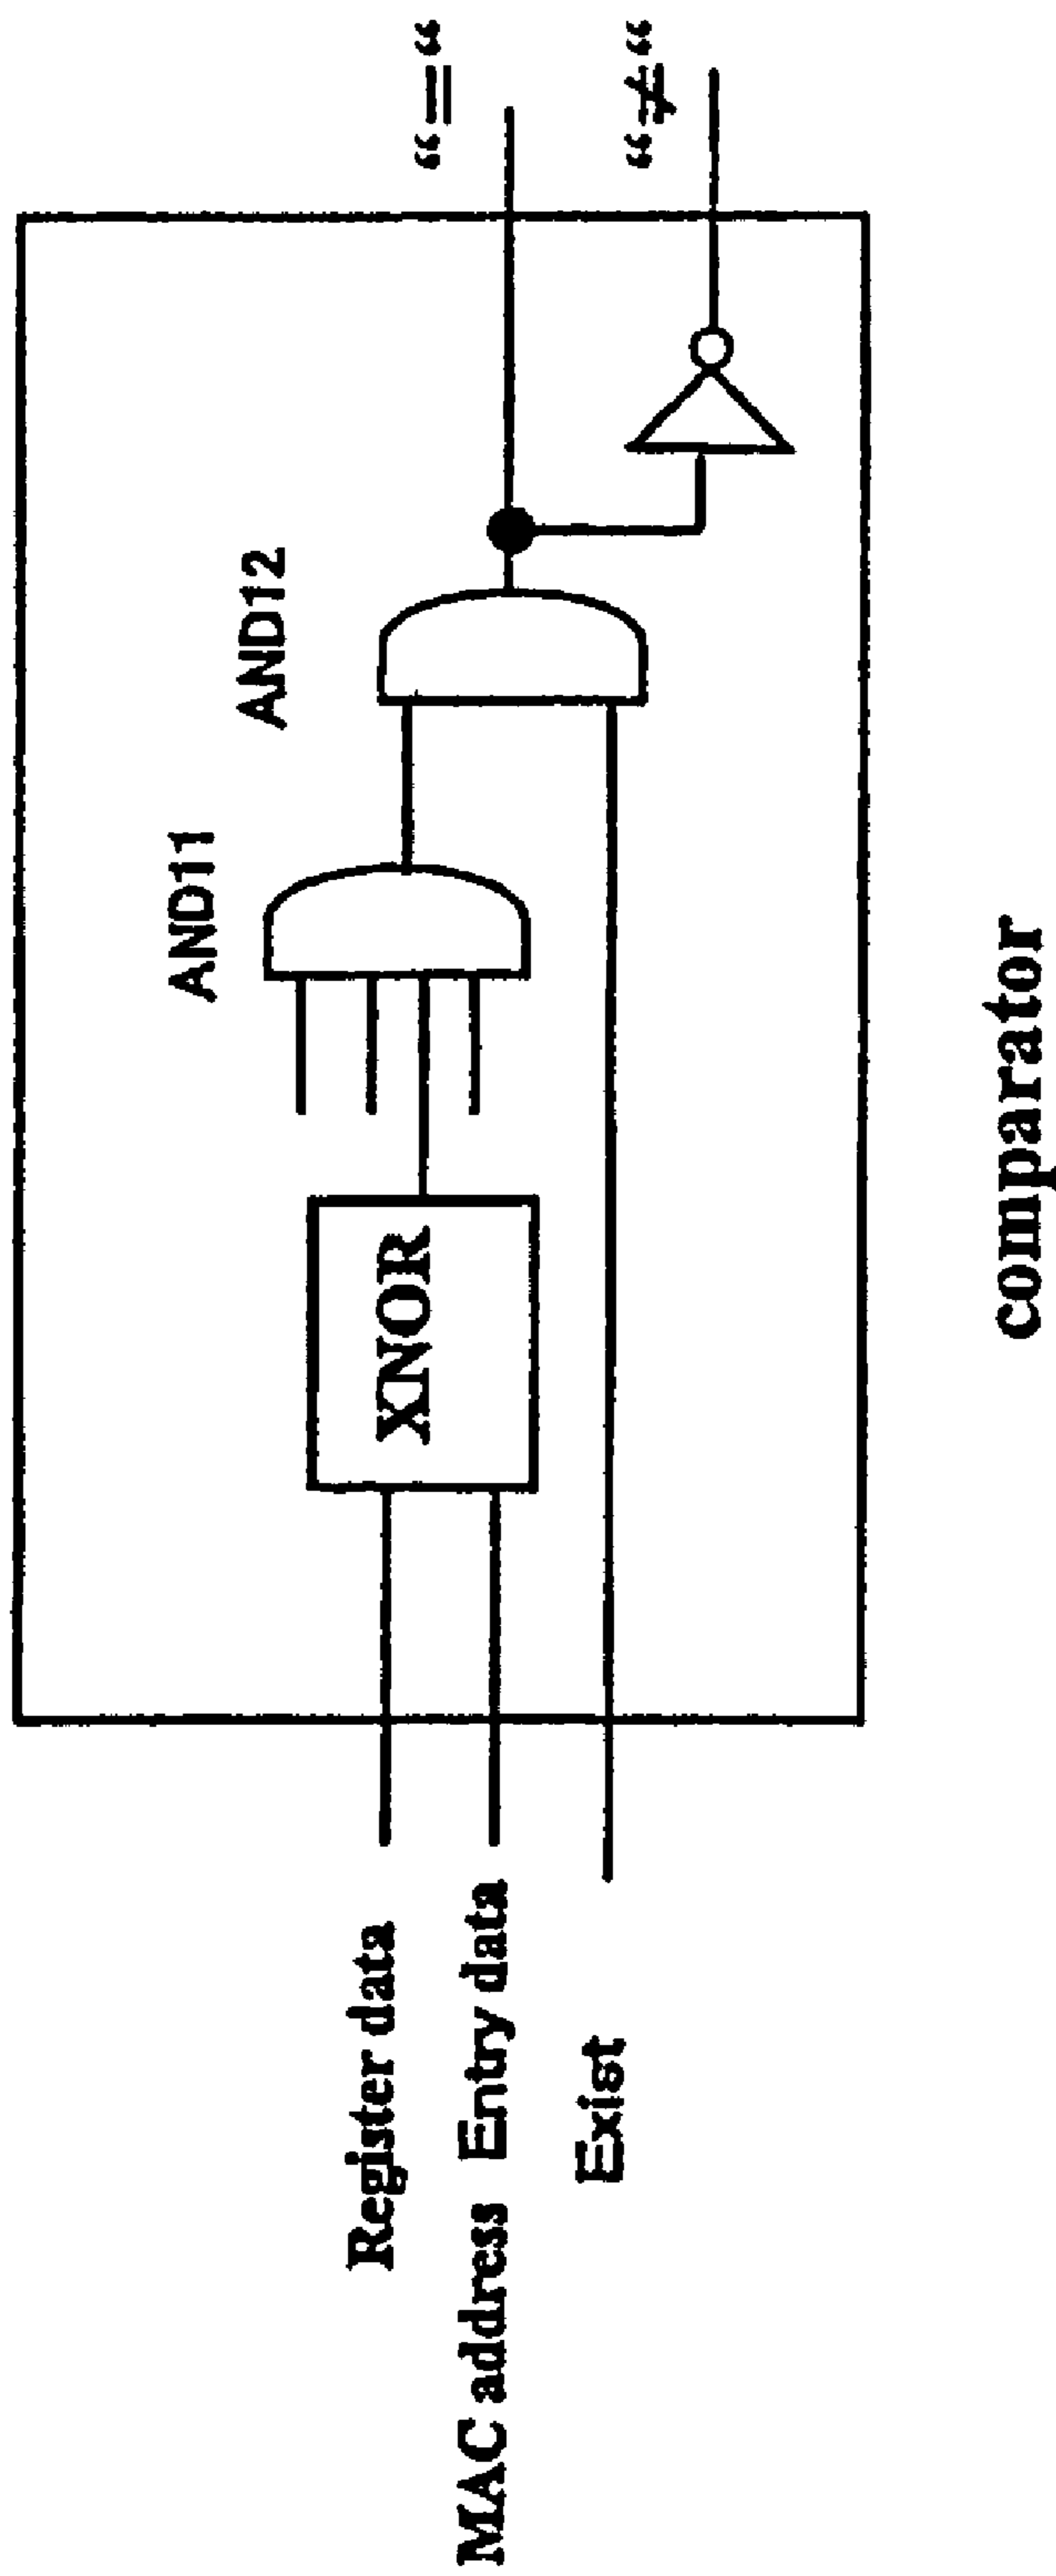 AND11
AND12
"="
"≠"
XNOR
Register data
MAC address Entry data
Exist
comparator